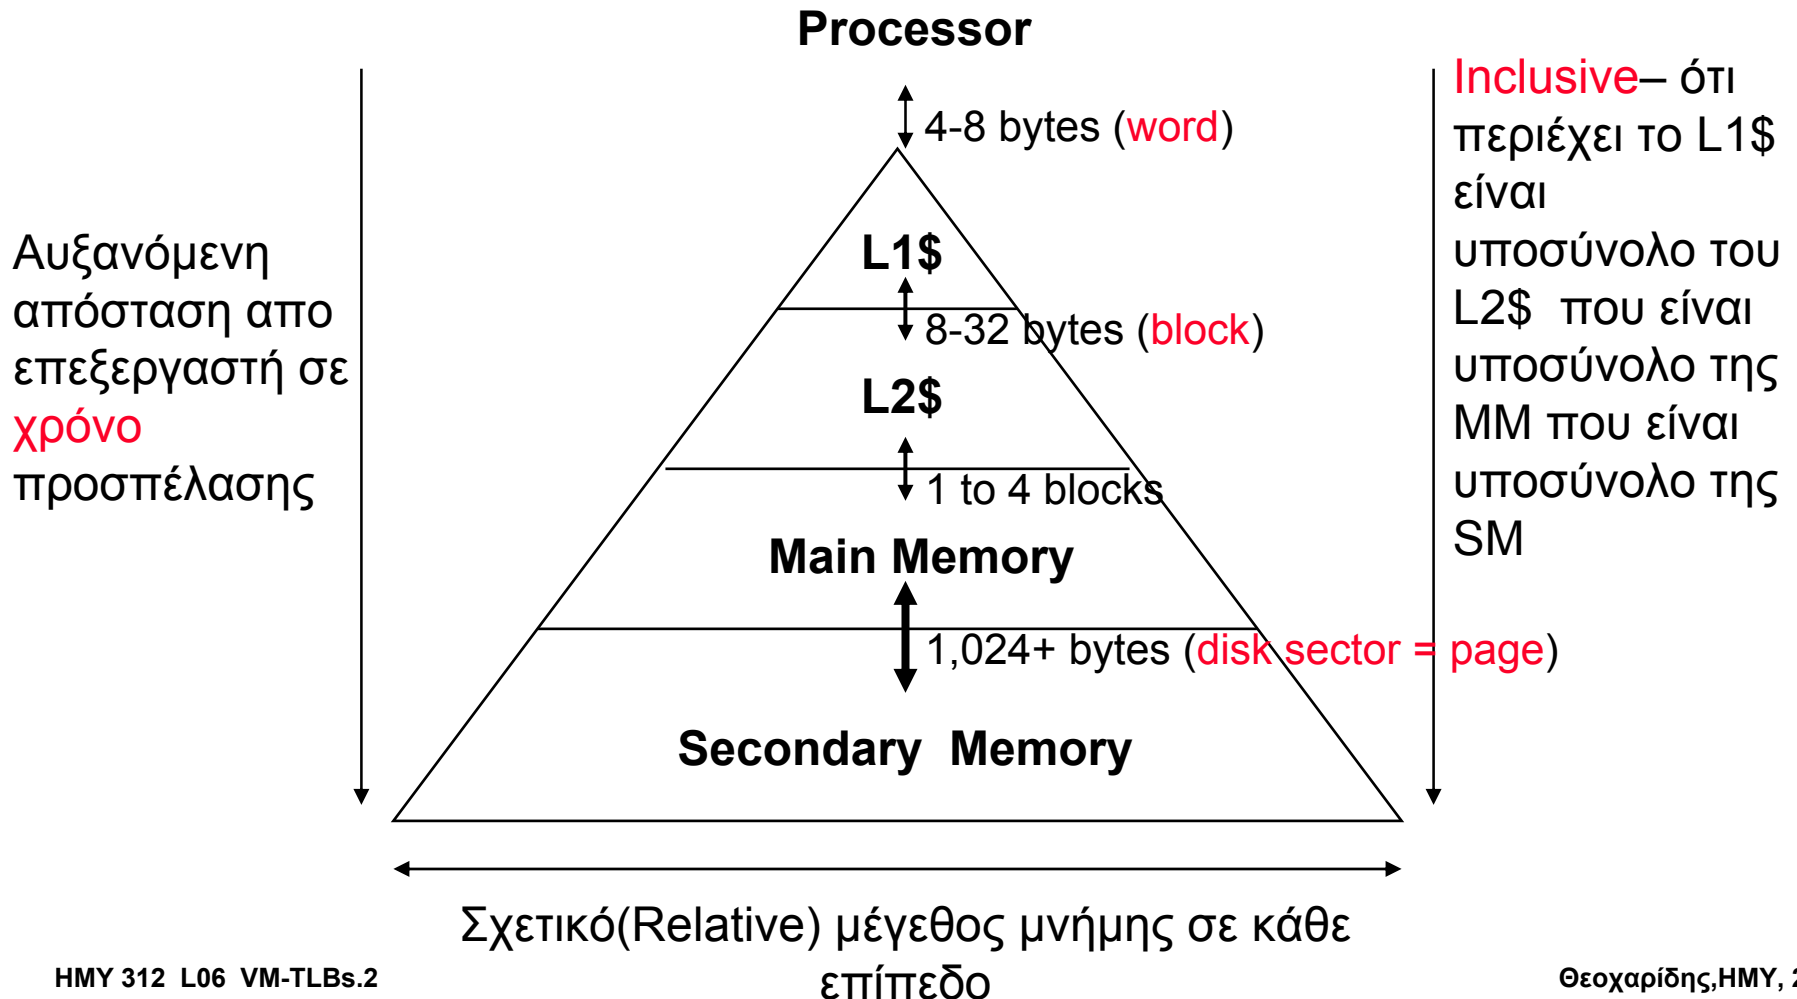 Processor
4-8 bytes (word)
Inclusive– ότι
περιέχει το L1$
είναι
υποσύνολο του
L2$ που είναι
υποσύνολο της
MM που είναι
υποσύνολο της
SM
Αυξανόμενη
απόσταση απο
επεξεργαστή σε
χρόνο
προσπέλασης
L1$
8-32 bytes (block)
L2$
1 to 4 blocks
Main Memory
1,024+ bytes (disk sector = page)
Secondary Memory
Σχετικό(Relative) μέγεθος μνήμης σε κάθε
επίπεδο
ΗΜΥ 312 L06 VM-TLBs.2
Θεοχαρίδης,ΗΜΥ,